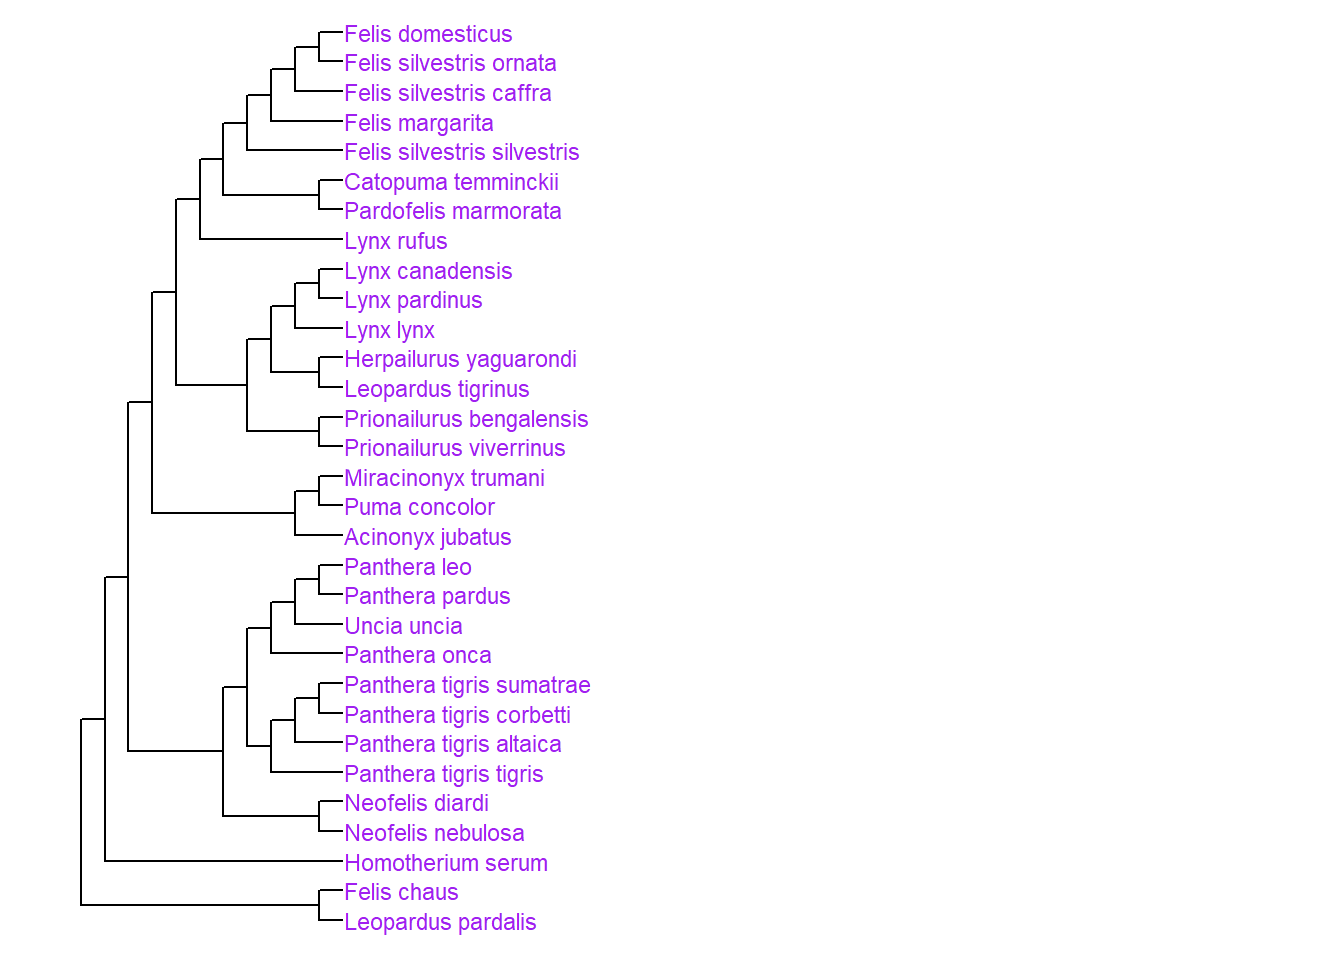 Felis domesticus
Felis silvestris ornata
Felis silvestris caffra
Felis margarita
Felis silvestris silvestris
Catopuma temminckii
Pardofelis marmorata
Lynx rufus
Lynx canadensis
Lynx pardinus
Lynx lynx
Herpailurus yaguarondi
Leopardus tigrinus
Prionailurus bengalensis
Prionailurus viverrinus
Miracinonyx trumani
Puma concolor
Acinonyx jubatus
Panthera leo
Panthera pardus
Uncia uncia
Panthera onca
Panthera tigris sumatrae
Panthera tigris corbetti
Panthera tigris altaica
Panthera tigris tigris
Neofelis diardi
Neofelis nebulosa
Homotherium serum
Felis chaus
Leopardus pardalis